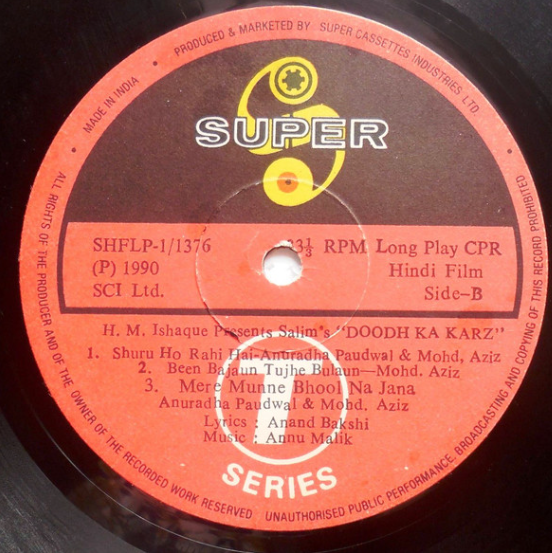 MADE IN INDIA • PRODUCED & MARKETED BY SUPER CASSETTES INDUSTRIES LTD. •
SUPER
SHFLP-1/1376 33⅓ RPM Long Play CPR
(P) 1990 Hindi Film
SCI Ltd. Side-B
H. M. Ishaque Presents Salim's "DOODH KA KARZ"
1. Shuru Ho Rahi Hai-Anuradha Paudwal & Mohd, Aziz
2. Been Bajaun Tujhe Bulaun—Mohd. Aziz
3. Mere Munne Bhool Na Jana
Anuradha Paudwal & Mohd. Aziz
Lyrics : Anand Bakshi
Music : Annu Malik
T
SERIES
ALL RIGHTS OF THE PRODUCER AND OF THE OWNER OF THE RECORDED WORK RESERVED UNAUTHORISED PUBLIC PERFORMANCE, BROADCASTING AND COPYING OF THIS RECORD PROHIBITED